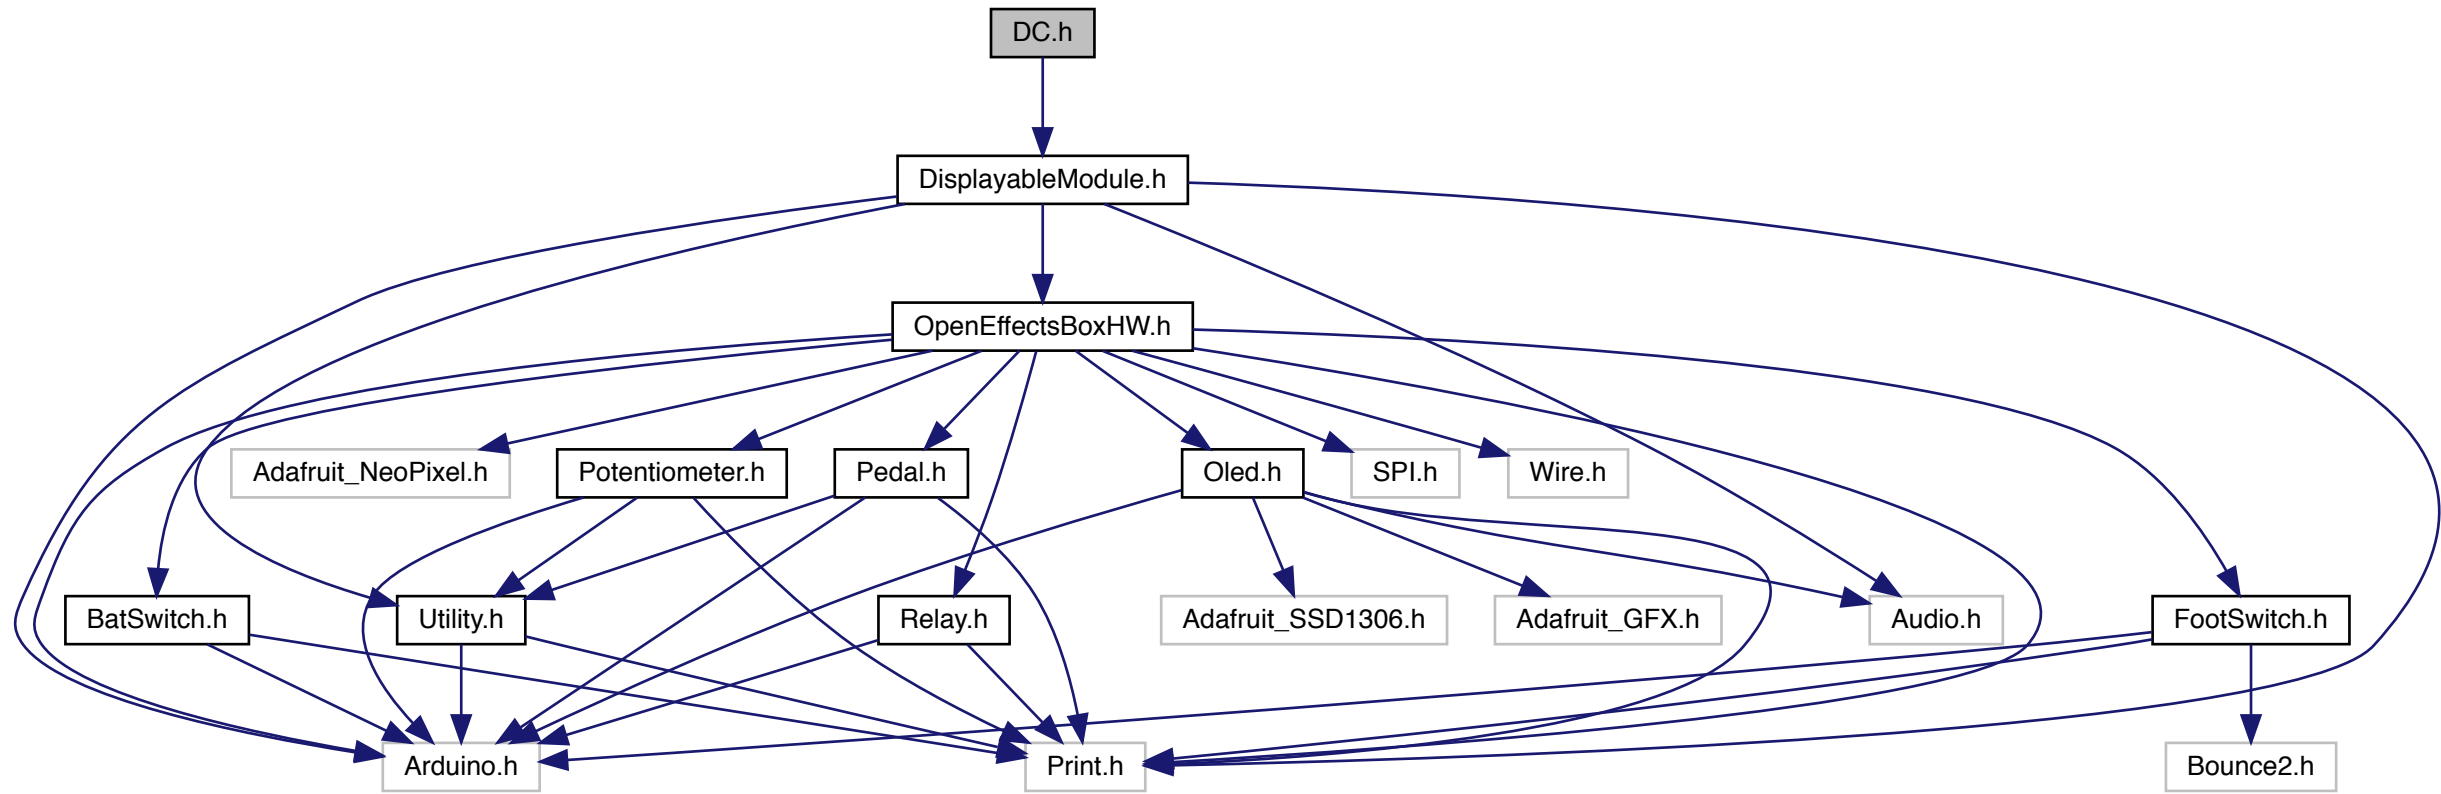 DC.h
DisplayableModule.h
OpenEffectsBoxHW.h
Adafruit_NeoPixel.h
Potentiometer.h
Pedal.h
Oled.h
SPI.h
Wire.h
BatSwitch.h
Utility.h
Relay.h
Adafruit_SSD1306.h
Adafruit_GFX.h
Audio.h
FootSwitch.h
Arduino.h
Print.h
Bounce2.h